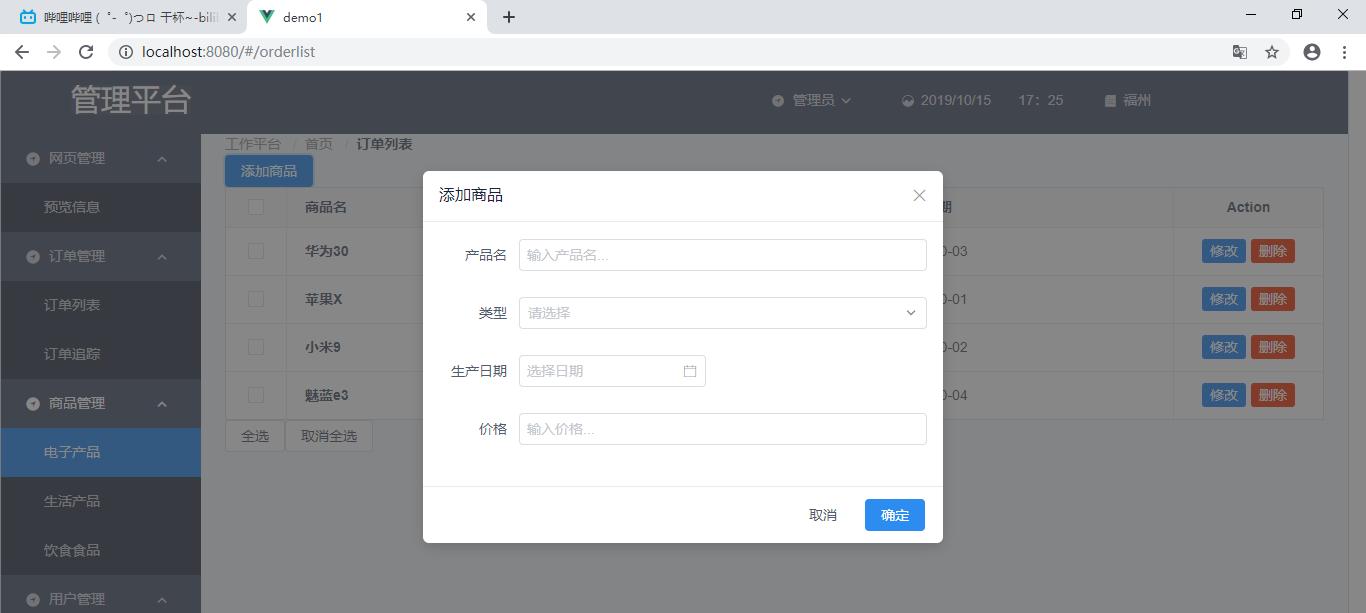 哔哩哔哩 ( ゜- ゜)つロ 干杯~-bili
demo1
localhost:8080/#/orderlist
管理平台
管理员
2019/10/15
17：25
福州
网页管理
预览信息
订单管理
订单列表
订单追踪
商品管理
电子产品
生活产品
饮食食品
用户管理
工作平台 / 首页 / 订单列表
添加商品
商品名
期
Action
华为30
0-03
修改 删除
苹果X
0-01
修改 删除
小米9
0-02
修改 删除
魅蓝e3
0-04
修改 删除
全选 取消全选
添加商品
产品名 输入产品名...
类型 请选择
生产日期 选择日期
价格 输入价格...
取消 确定